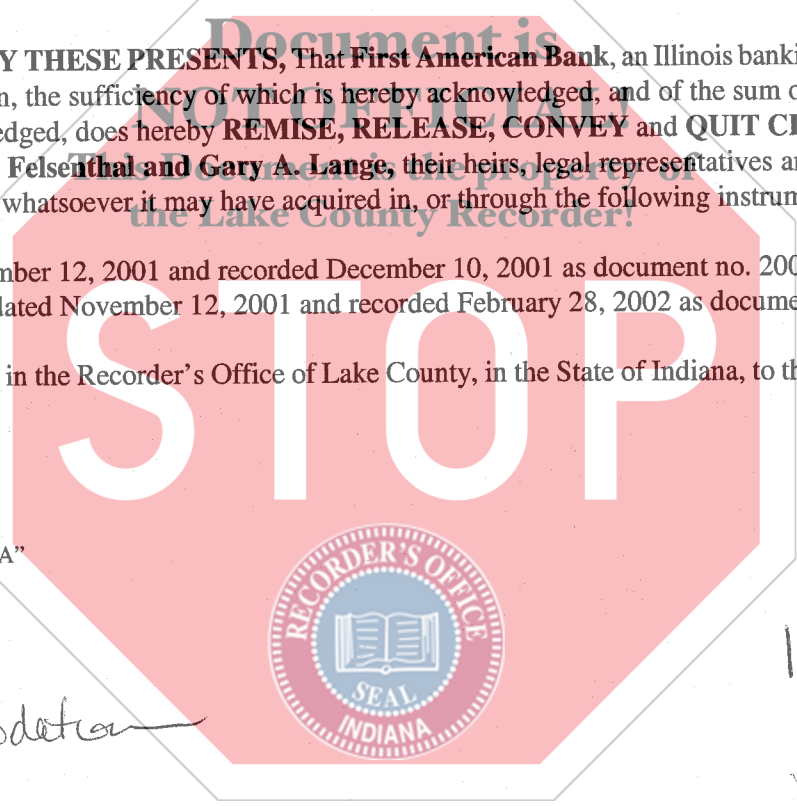 Document is
Y THESE PRESENTS, That First American Bank, an Illinois banki
n, the sufficiency of which is hereby acknowledged, and of the sum o
NOT OFFICIAL!
edged, does hereby REMISE, RELEASE, CONVEY and QUIT CL
This Document is the property of
Felsenthal and Gary A. Lange, their heirs, legal representatives an
whatsoever it may have acquired in, or through the following instrum
the Lake County Recorder!
mber 12, 2001 and recorded December 10, 2001 as document no. 200
dated November 12, 2001 and recorded February 28, 2002 as docume
in the Recorder's Office of Lake County, in the State of Indiana, to th
STOP
A"
RECORDER'S OFFICE
SEAL
INDIANA